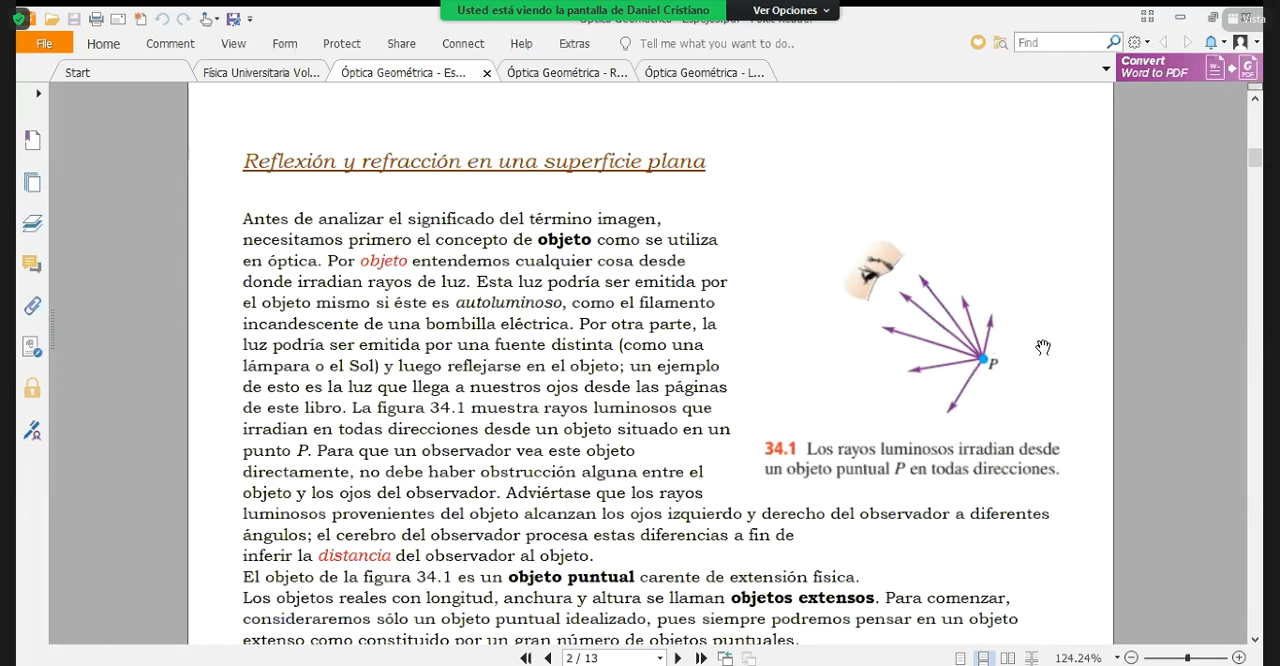 Usted está viendo la pantalla de Daniel Cristiano
Ver Opciones
Vista
File Home Comment View Form Protect Share Connect Help Extras Tell me what you want to do.. Find
Start
Física Universitaria Vol...
Óptica Geométrica - Es...
Óptica Geométrica - R...
Óptica Geométrica - L...
Convert
Word to PDF
Reflexión y refracción en una superficie plana
Antes de analizar el significado del término imagen,
necesitamos primero el concepto de objeto como se utiliza
en óptica. Por objeto entendemos cualquier cosa desde
donde irradian rayos de luz. Esta luz podría ser emitida por
el objeto mismo si éste es autoluminoso, como el filamento
incandescente de una bombilla eléctrica. Por otra parte, la
luz podría ser emitida por una fuente distinta (como una
lámpara o el Sol) y luego reflejarse en el objeto; un ejemplo
de esto es la luz que llega a nuestros ojos desde las páginas
de este libro. La figura 34.1 muestra rayos luminosos que
irradian en todas direcciones desde un objeto situado en un
punto P. Para que un observador vea este objeto
directamente, no debe haber obstrucción alguna entre el
objeto y los ojos del observador. Adviértase que los rayos
luminosos provenientes del objeto alcanzan los ojos izquierdo y derecho del observador a diferentes
ángulos; el cerebro del observador procesa estas diferencias a fin de
inferir la distancia del observador al objeto.
El objeto de la figura 34.1 es un objeto puntual carente de extensión física.
Los objetos reales con longitud, anchura y altura se llaman objetos extensos. Para comenzar,
consideraremos sólo un objeto puntual idealizado, pues siempre podremos pensar en un objeto
extenso como constituido por un gran número de objetos puntuales.
P
34.1 Los rayos luminosos irradian desde
un objeto puntual P en todas direcciones.
2 / 13
124.24%